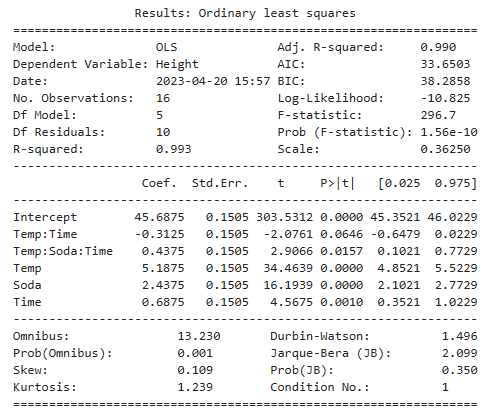 Results: Ordinary least squares
==================================================================
Model: OLS Adj. R-squared: 0.990
Dependent Variable: Height AIC: 33.6503
Date: 2023-04-20 15:57 BIC: 38.2858
No. Observations: 16 Log-Likelihood: -10.825
Df Model: 5 F-statistic: 296.7
Df Residuals: 10 Prob (F-statistic): 1.56e-10
R-squared: 0.993 Scale: 0.36250
------------------------------------------------------------------
Coef. Std.Err. t P>|t| [0.025 0.975]
------------------------------------------------------------------
Intercept 45.6875 0.1505 303.5312 0.0000 45.3521 46.0229
Temp:Time -0.3125 0.1505 -2.0761 0.0646 -0.6479 0.0229
Temp:Soda:Time 0.4375 0.1505 2.9066 0.0157 0.1021 0.7729
Temp 5.1875 0.1505 34.4639 0.0000 4.8521 5.5229
Soda 2.4375 0.1505 16.1939 0.0000 2.1021 2.7729
Time 0.6875 0.1505 4.5675 0.0010 0.3521 1.0229
------------------------------------------------------------------
Omnibus: 13.230 Durbin-Watson: 1.496
Prob(Omnibus): 0.001 Jarque-Bera (JB): 2.099
Skew: 0.109 Prob(JB): 0.350
Kurtosis: 1.239 Condition No.: 1
==================================================================